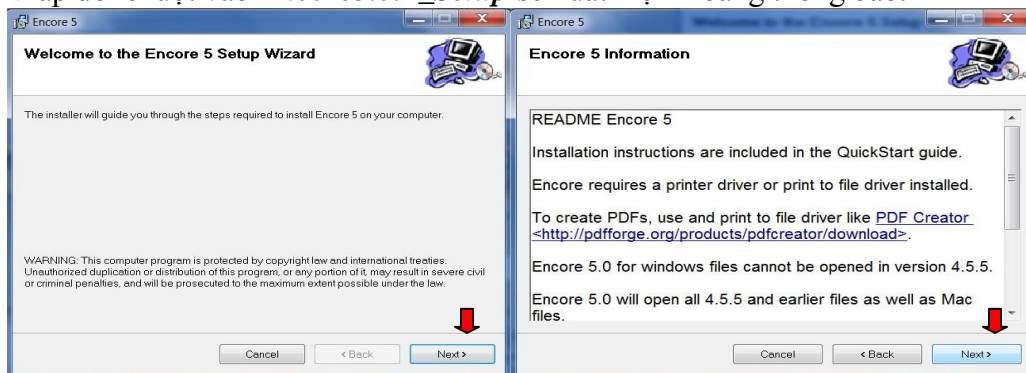 Encore 5
Welcome to the Encore 5 Setup Wizard
The installer will guide you through the steps required to install Encore 5 on your computer.
WARNING: This computer program is protected by copyright law and international treaties.
Unauthorized duplication or distribution of this program, or any portion of it, may result in severe civil
or criminal penalties, and will be prosecuted to the maximum extent possible under the law.
Cancel
< Back
Next >
Encore 5
Encore 5 Information
README Encore 5
Installation instructions are included in the QuickStart guide.
Encore requires a printer driver or print to file driver installed.
To create PDFs, use and print to file driver like PDF Creator
<http://pdfforge.org/products/pdfcreator/download>.
Encore 5.0 for windows files cannot be opened in version 4.5.5.
Encore 5.0 will open all 4.5.5 and earlier files as well as Mac
files.
Cancel
< Back
Next >